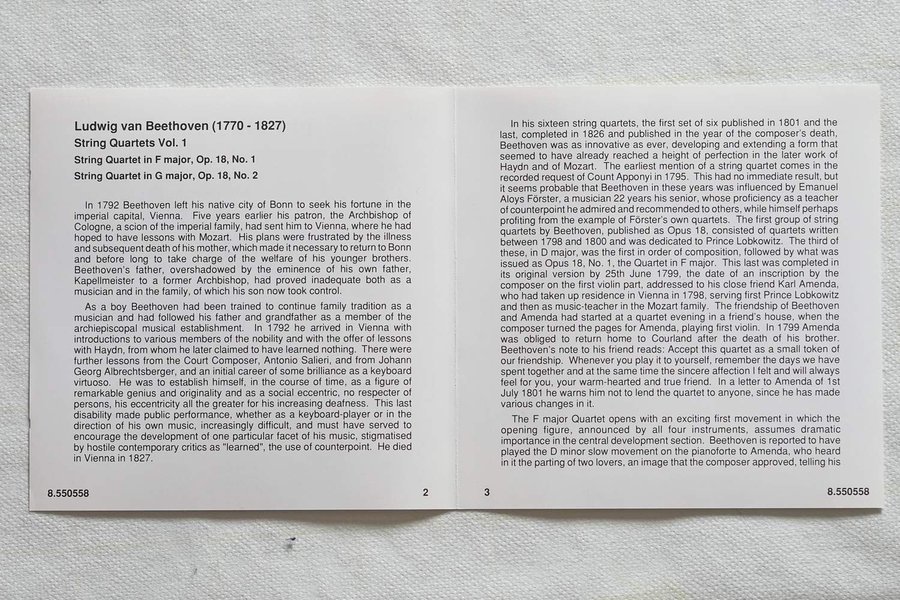 Ludwig van Beethoven (1770 - 1827)
String Quartets Vol. 1
String Quartet in F major, Op. 18, No. 1
String Quartet in G major, Op. 18, No. 2
In 1792 Beethoven left his native city of Bonn to seek his fortune in the
imperial capital, Vienna. Five years earlier his patron, the Archbishop of
Cologne, a scion of the imperial family, had sent him to Vienna, where he had
hoped to have lessons with Mozart. His plans were frustrated by the illness
and subsequent death of his mother, which made it necessary to return to Bonn
and before long to take charge of the welfare of his younger brothers.
Beethoven's father, overshadowed by the eminence of his own father,
Kapellmeister to a former Archbishop, had proved inadequate both as a
musician and in the family, of which his son now took control.
As a boy Beethoven had been trained to continue family tradition as a
musician and had followed his father and grandfather as a member of the
archiepiscopal musical establishment. In 1792 he arrived in Vienna with
introductions to various members of the nobility and with the offer of lessons
with Haydn, from whom he later claimed to have learned nothing. There were
further lessons from the Court Composer, Antonio Salieri, and from Johann
Georg Albrechtsberger, and an initial career of some brilliance as a keyboard
virtuoso. He was to establish himself, in the course of time, as a figure of
remarkable genius and originality and as a social eccentric, no respecter of
persons, his eccentricity all the greater for his increasing deafness. This last
disability made public performance, whether as a keyboard-player or in the
direction of his own music, increasingly difficult, and must have served to
encourage the development of one particular facet of his music, stigmatised
by hostile contemporary critics as "learned", the use of counterpoint. He died
in Vienna in 1827.
8.550558
2
In his sixteen string quartets, the first set of six published in 1801 and the
last, completed in 1826 and published in the year of the composer's death,
Beethoven was as innovative as ever, developing and extending a form that
seemed to have already reached a height of perfection in the later work of
Haydn and of Mozart. The earliest mention of a string quartet comes in the
recorded request of Count Apponyi in 1795. This had no immediate result, but
it seems probable that Beethoven in these years was influenced by Emanuel
Aloys Förster, a musician 22 years his senior, whose proficiency as a teacher
of counterpoint he admired and recommended to others, while himself perhaps
profiting from the example of Förster's own quartets. The first group of string
quartets by Beethoven, published as Opus 18, consisted of quartets written
between 1798 and 1800 and was dedicated to Prince Lobkowitz. The third of
these, in D major, was the first in order of composition, followed by what was
issued as Opus 18, No. 1, the Quartet in F major. This last was completed in
its original version by 25th June 1799, the date of an inscription by the
composer on the first violin part, addressed to his close friend Karl Amenda,
who had taken up residence in Vienna in 1798, serving first Prince Lobkowitz
and then as music-teacher in the Mozart family. The friendship of Beethoven
and Amenda had started at a quartet evening in a friend's house, when the
composer turned the pages for Amenda, playing first violin. In 1799 Amenda
was obliged to return home to Courland after the death of his brother.
Beethoven's note to his friend reads: Accept this quartet as a small token of
our friendship. Whenever you play it to yourself, remember the days we have
spent together and at the same time the sincere affection I felt and will always
feel for you, your warm-hearted and true friend. In a letter to Amenda of 1st
July 1801 he warns him not to lend the quartet to anyone, since he has made
various changes in it.
The F major Quartet opens with an exciting first movement in which the
opening figure, announced by all four instruments, assumes dramatic
importance in the central development section. Beethoven is reported to have
played the D minor slow movement on the pianoforte to Amenda, who heard
in it the parting of two lovers, an image that the composer approved, telling his
3
8.550558